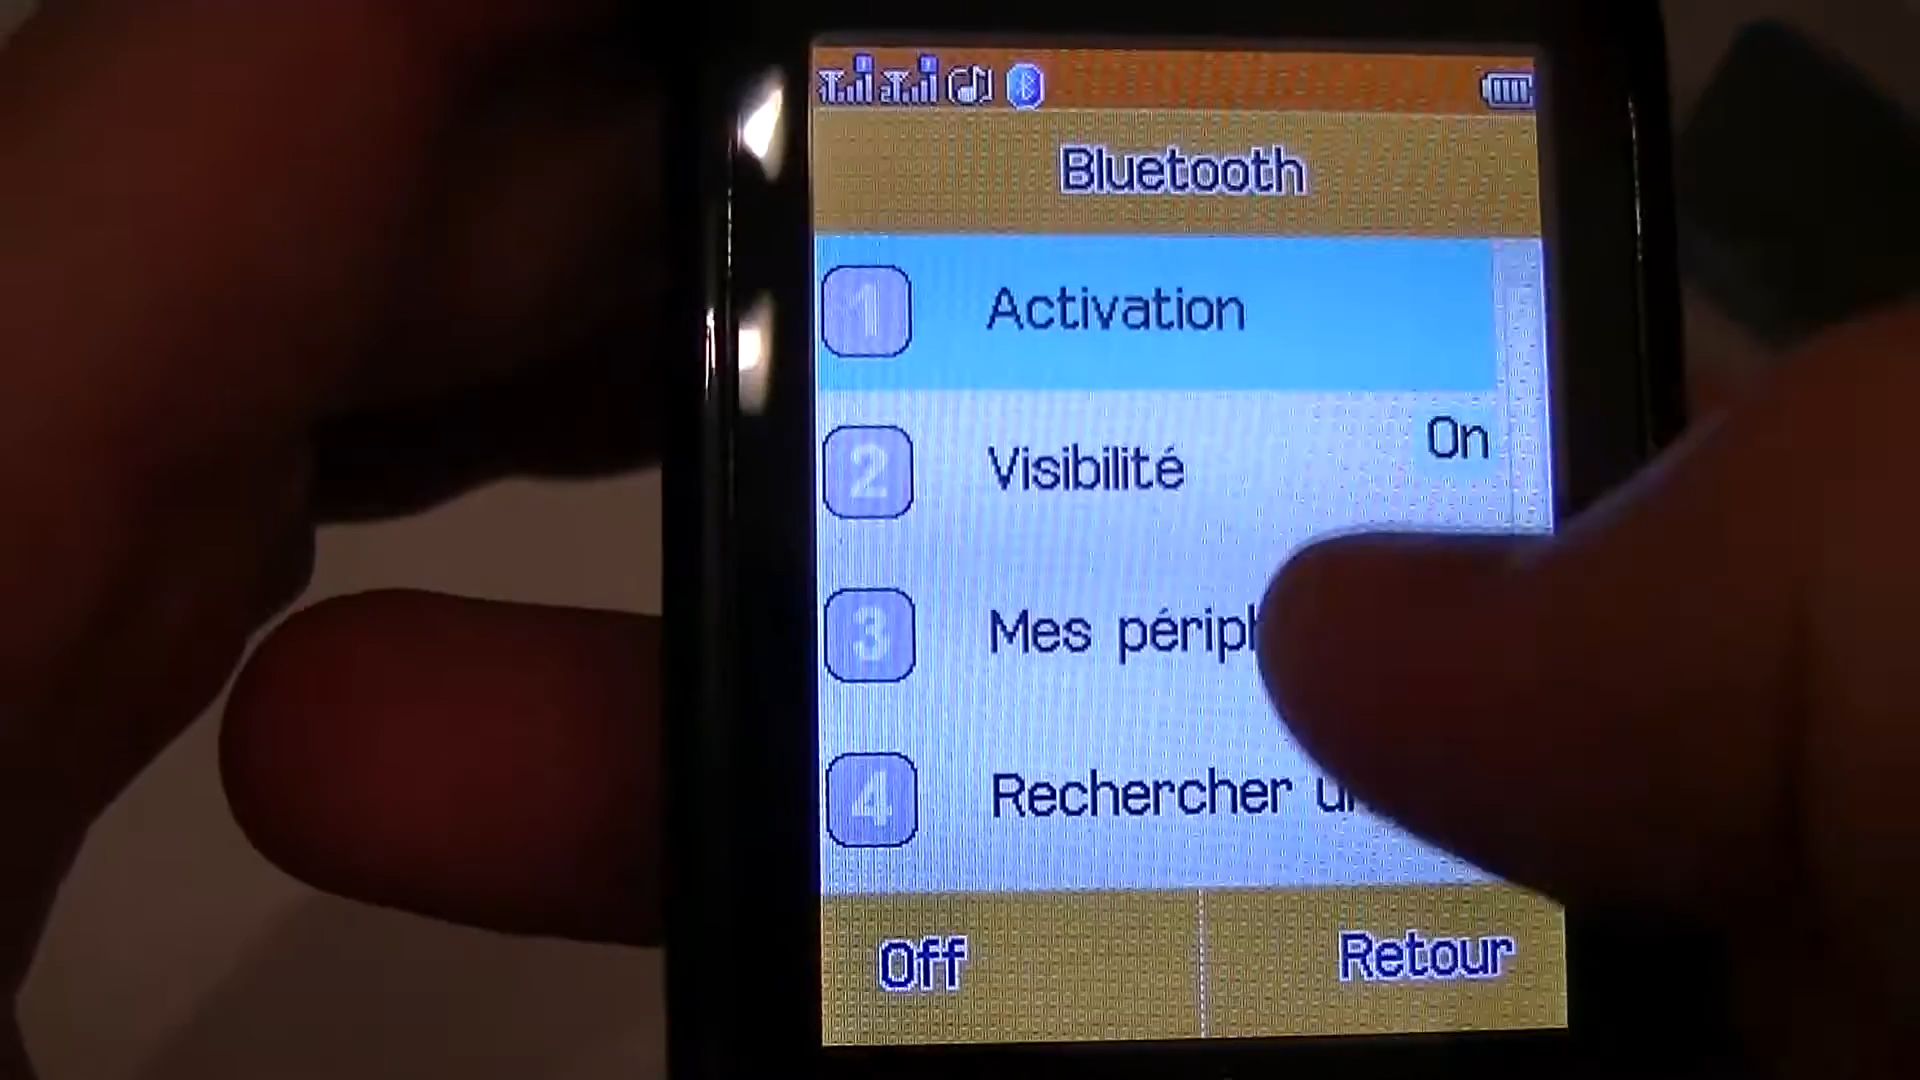 Bluetooth
1 Activation
On
2 Visibilité
3 Mes
4 Rechercher
Off Retour